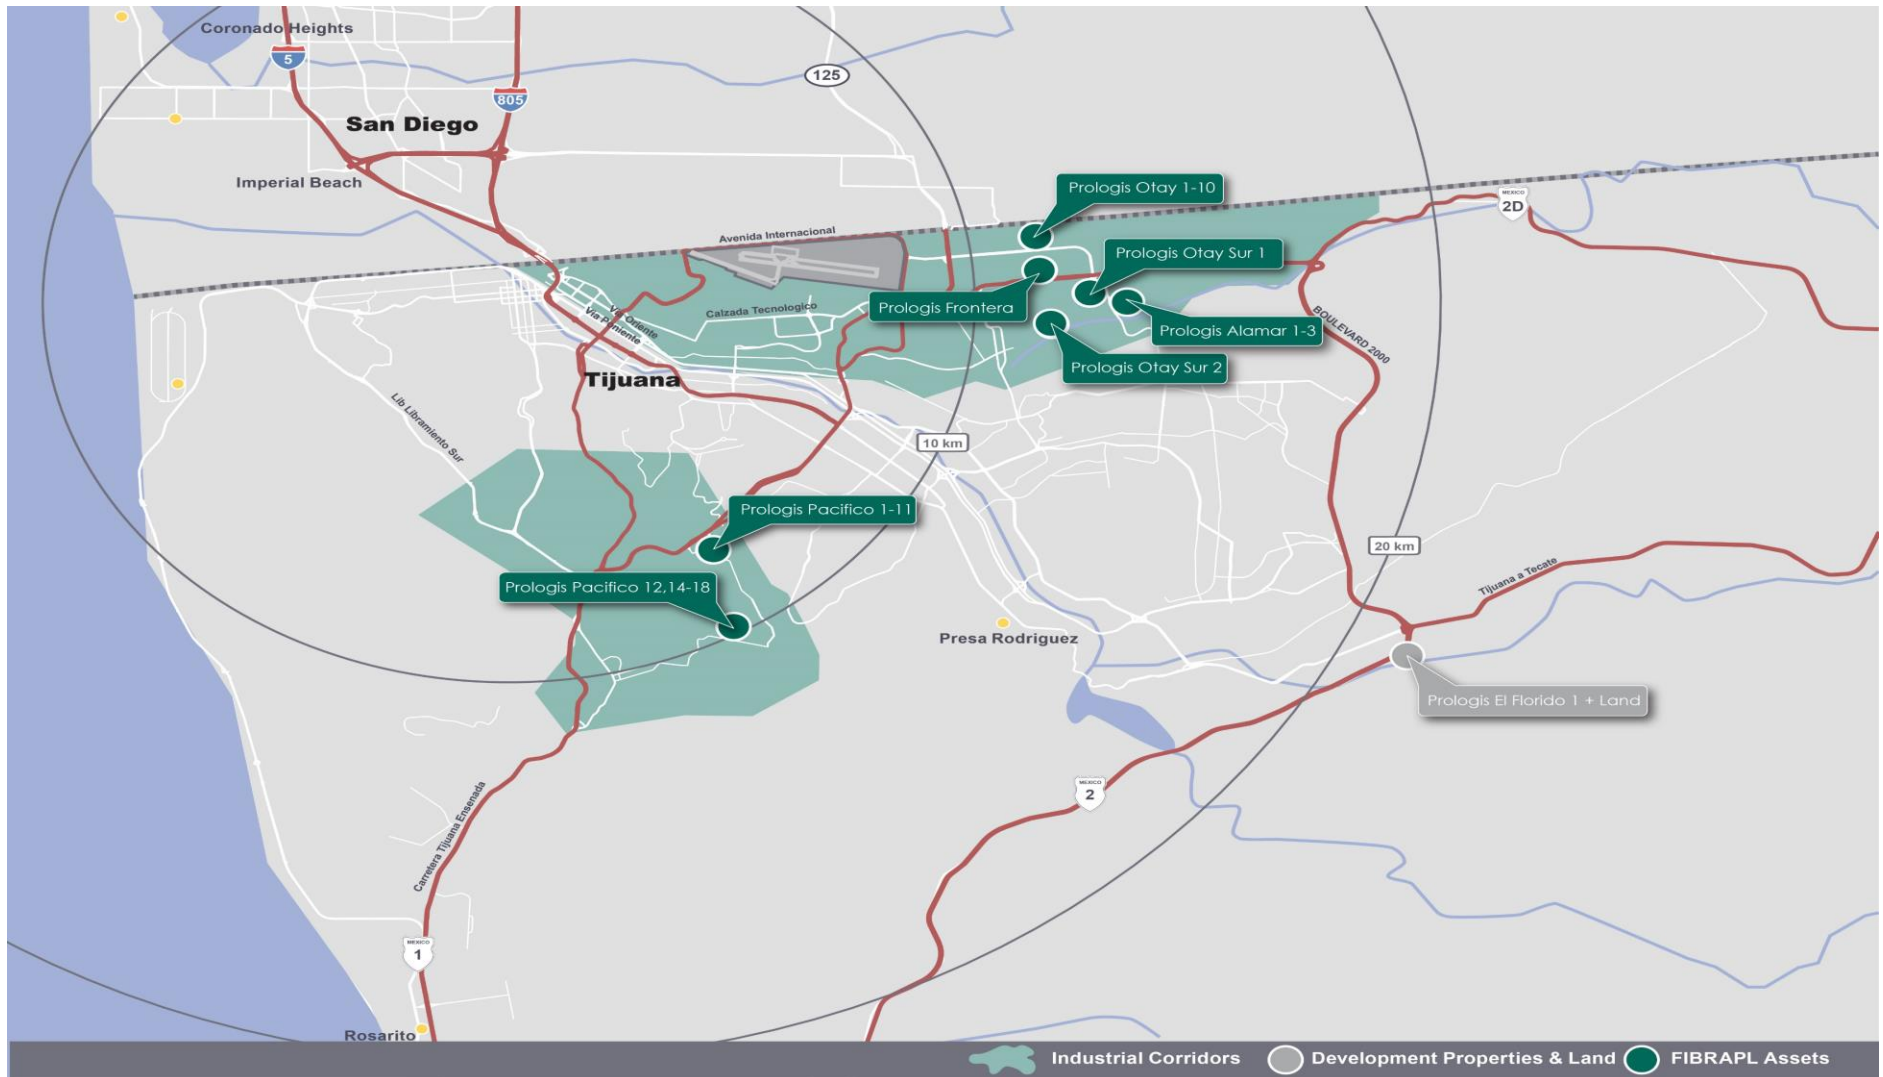 Coronado Heights
5
805
125
San Diego
Imperial Beach
Prologis Otay 1-10
MEXICO
2D
Avenida Internacional
Prologis Otay Sur 1
Prologis Frontera
Calzada Tecnologico
Via Oriente
Via Poniente
Prologis Alamar 1-3
BOULEVARD 2000
Prologis Otay Sur 2
Tijuana
Lib Libramiento Sur
10 km
Prologis Pacifico 1-11
20 km
Prologis Pacifico 12,14-18
Tijuana a Tecate
Presa Rodriguez
Prologis El Florido 1 + Land
MEXICO
2
Carretera Tijuana Ensenada
MEXICO
1
Rosarito
Industrial Corridors
Development Properties & Land
FIBRAPL Assets